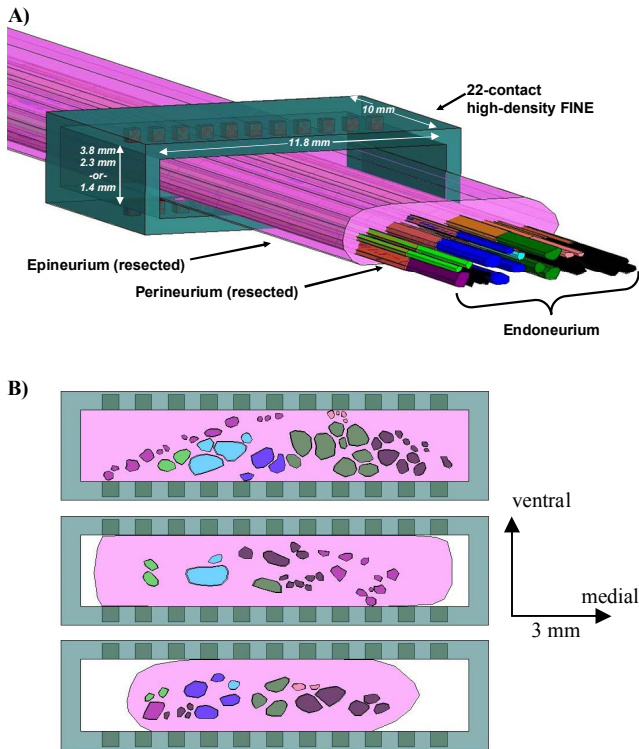 A)
22-contact
high-density FINE
10 mm
11.8 mm
3.8 mm
2.3 mm
-or-
1.4 mm
Epineurium (resected)
Perineurium (resected)
Endoneurium
B)
ventral
medial
3 mm